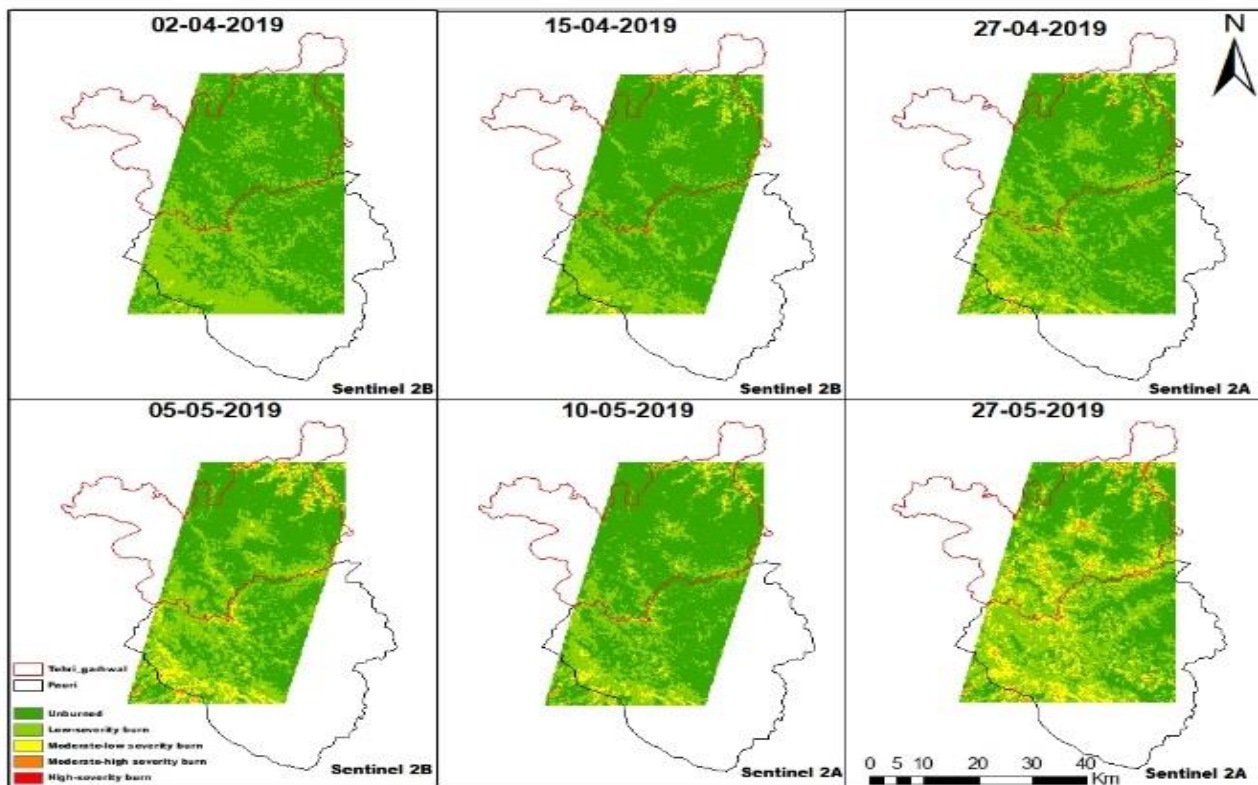 02-04-2019
15-04-2019
27-04-2019
N
Sentinel 2B
Sentinel 2B
Sentinel 2A
05-05-2019
10-05-2019
27-05-2019
Tehri_garhwal
Pauri
Unburned
Low-severity burn
Moderate-low severity burn
Moderate-high severity burn
High-severity burn
Sentinel 2B
Sentinel 2A
0 5 10 20 30 40
Km
Sentinel 2A